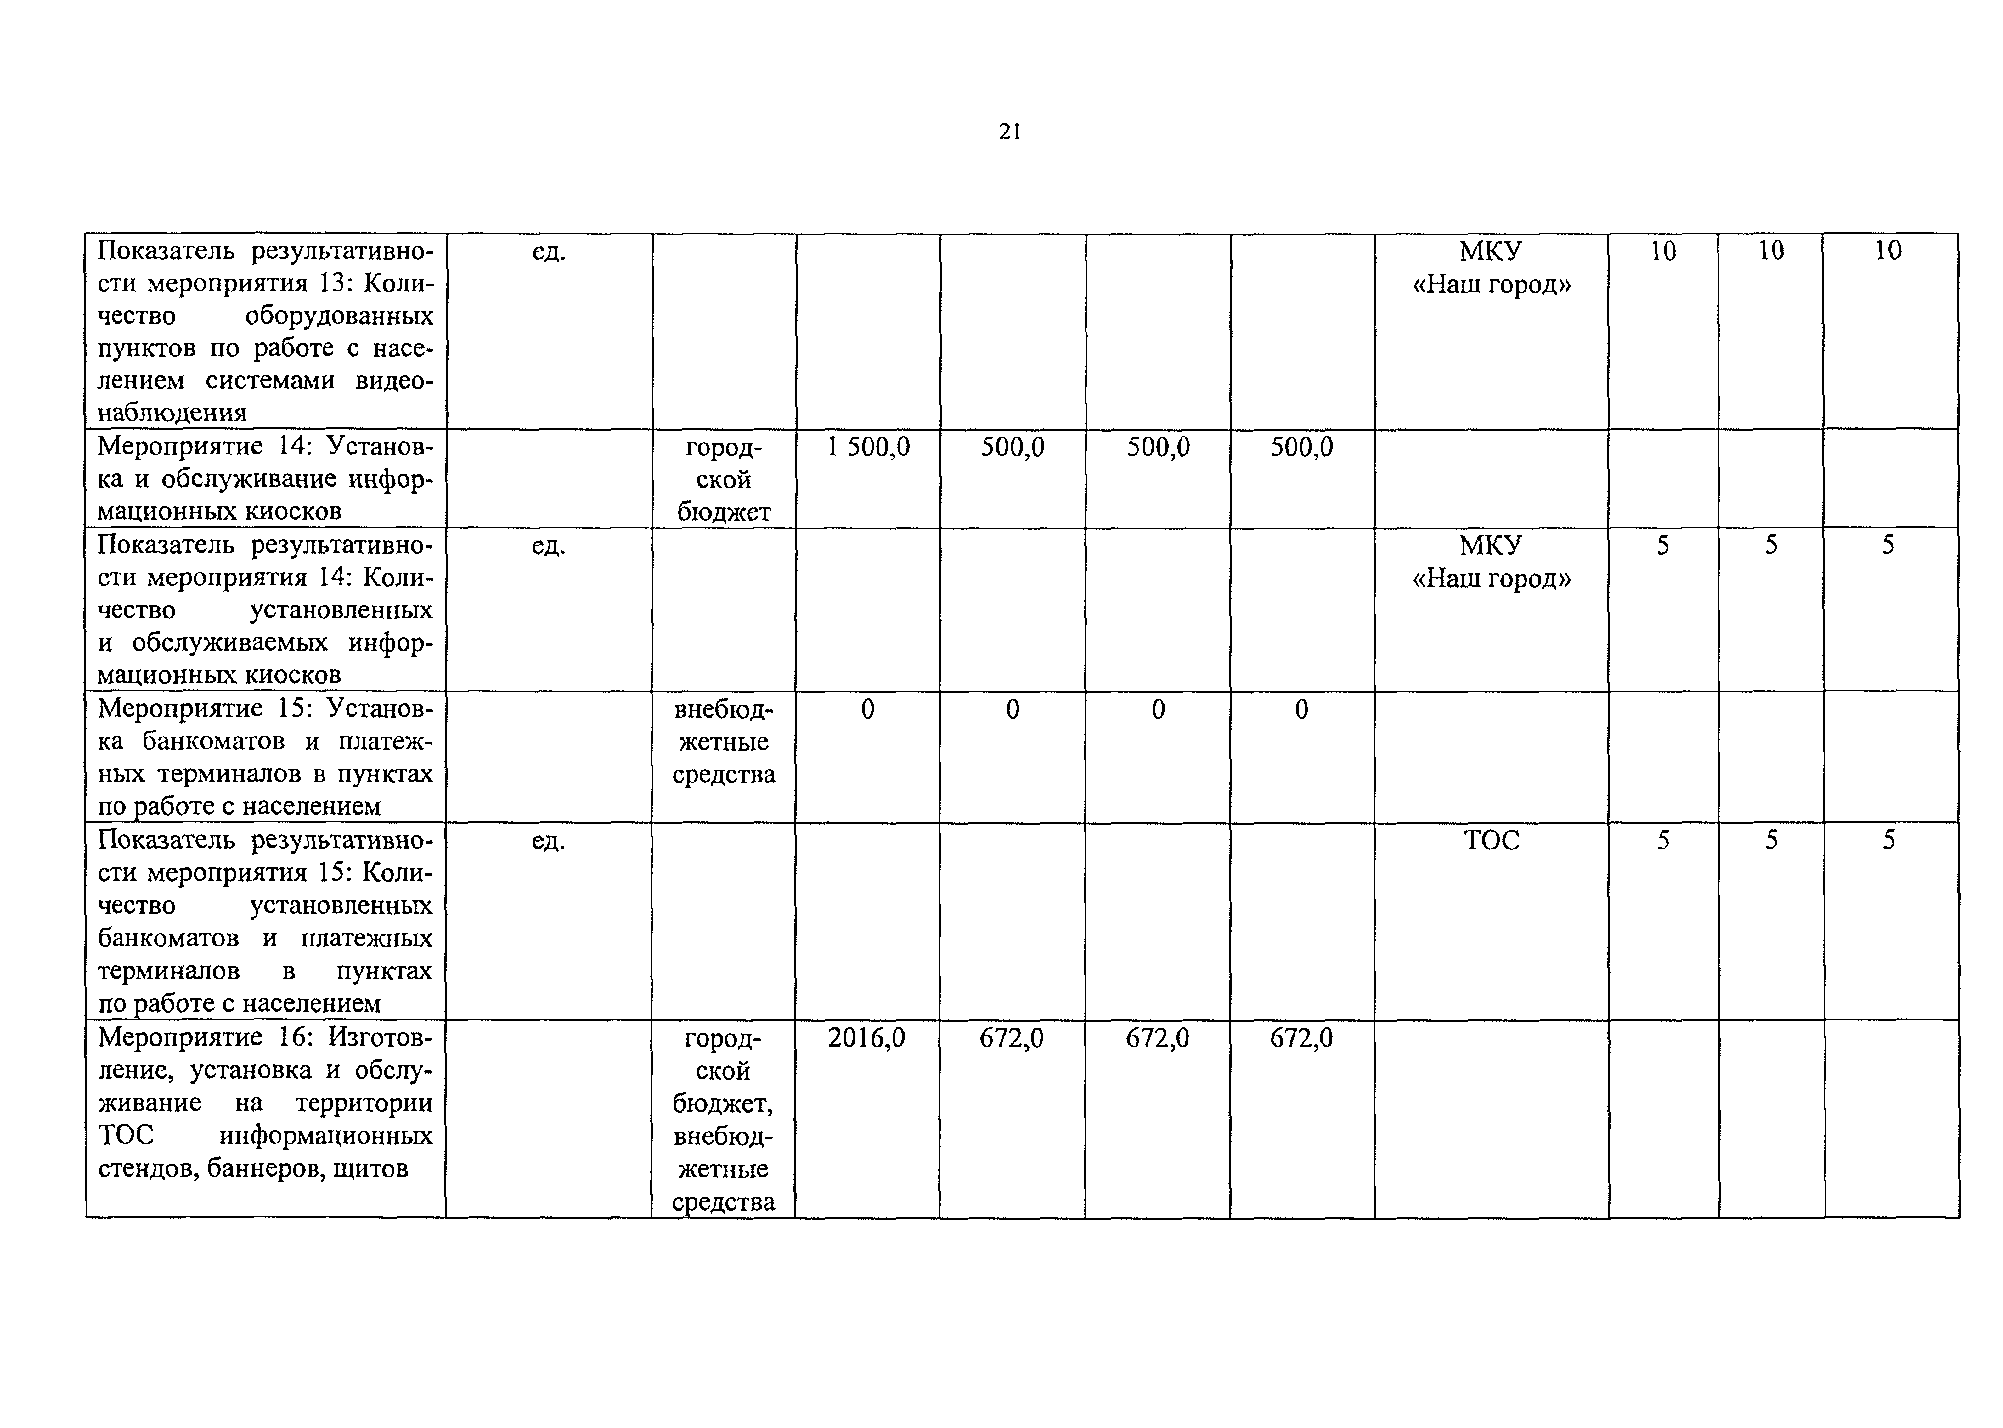 21
Показатель результативно-
сти мероприятия 13: Коли-
чество оборудованных
пунктов по работе с насе-
лением системами видео-
наблюдения
ед.
МКУ
«Наш город»
10
10
10
Мероприятие 14: Установ-
ка и обслуживание инфор-
мационных киосков
город-
ской
бюджет
1 500,0
500,0
500,0
500,0
Показатель результативно-
сти мероприятия 14: Коли-
чество установленных
и обслуживаемых инфор-
мационных киосков
ед.
МКУ
«Наш город»
5
5
5
Мероприятие 15: Установ-
ка банкоматов и платеж-
ных терминалов в пунктах
по работе с населением
внебюд-
жетные
средства
0
0
0
0
Показатель результативно-
сти мероприятия 15: Коли-
чество установленных
банкоматов и платежных
терминалов в пунктах
по работе с населением
ед.
ТОС
5
5
5
Мероприятие 16: Изготов-
ление, установка и обслу-
живание на территории
ТОС информационных
стендов, баннеров, щитов
город-
ской
бюджет,
внебюд-
жетные
средства
2016,0
672,0
672,0
672,0